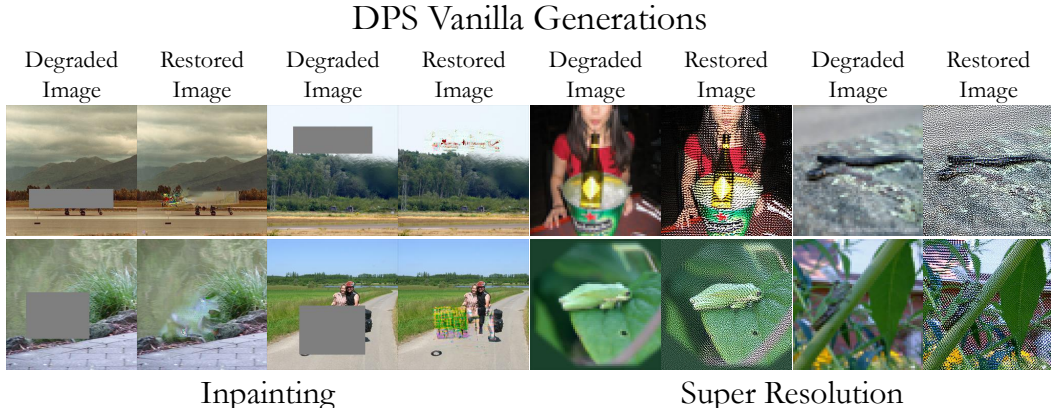 DPS Vanilla Generations
Degraded Image
Restored Image
Degraded Image
Restored Image
Degraded Image
Restored Image
Degraded Image
Restored Image
Inpainting
Super Resolution